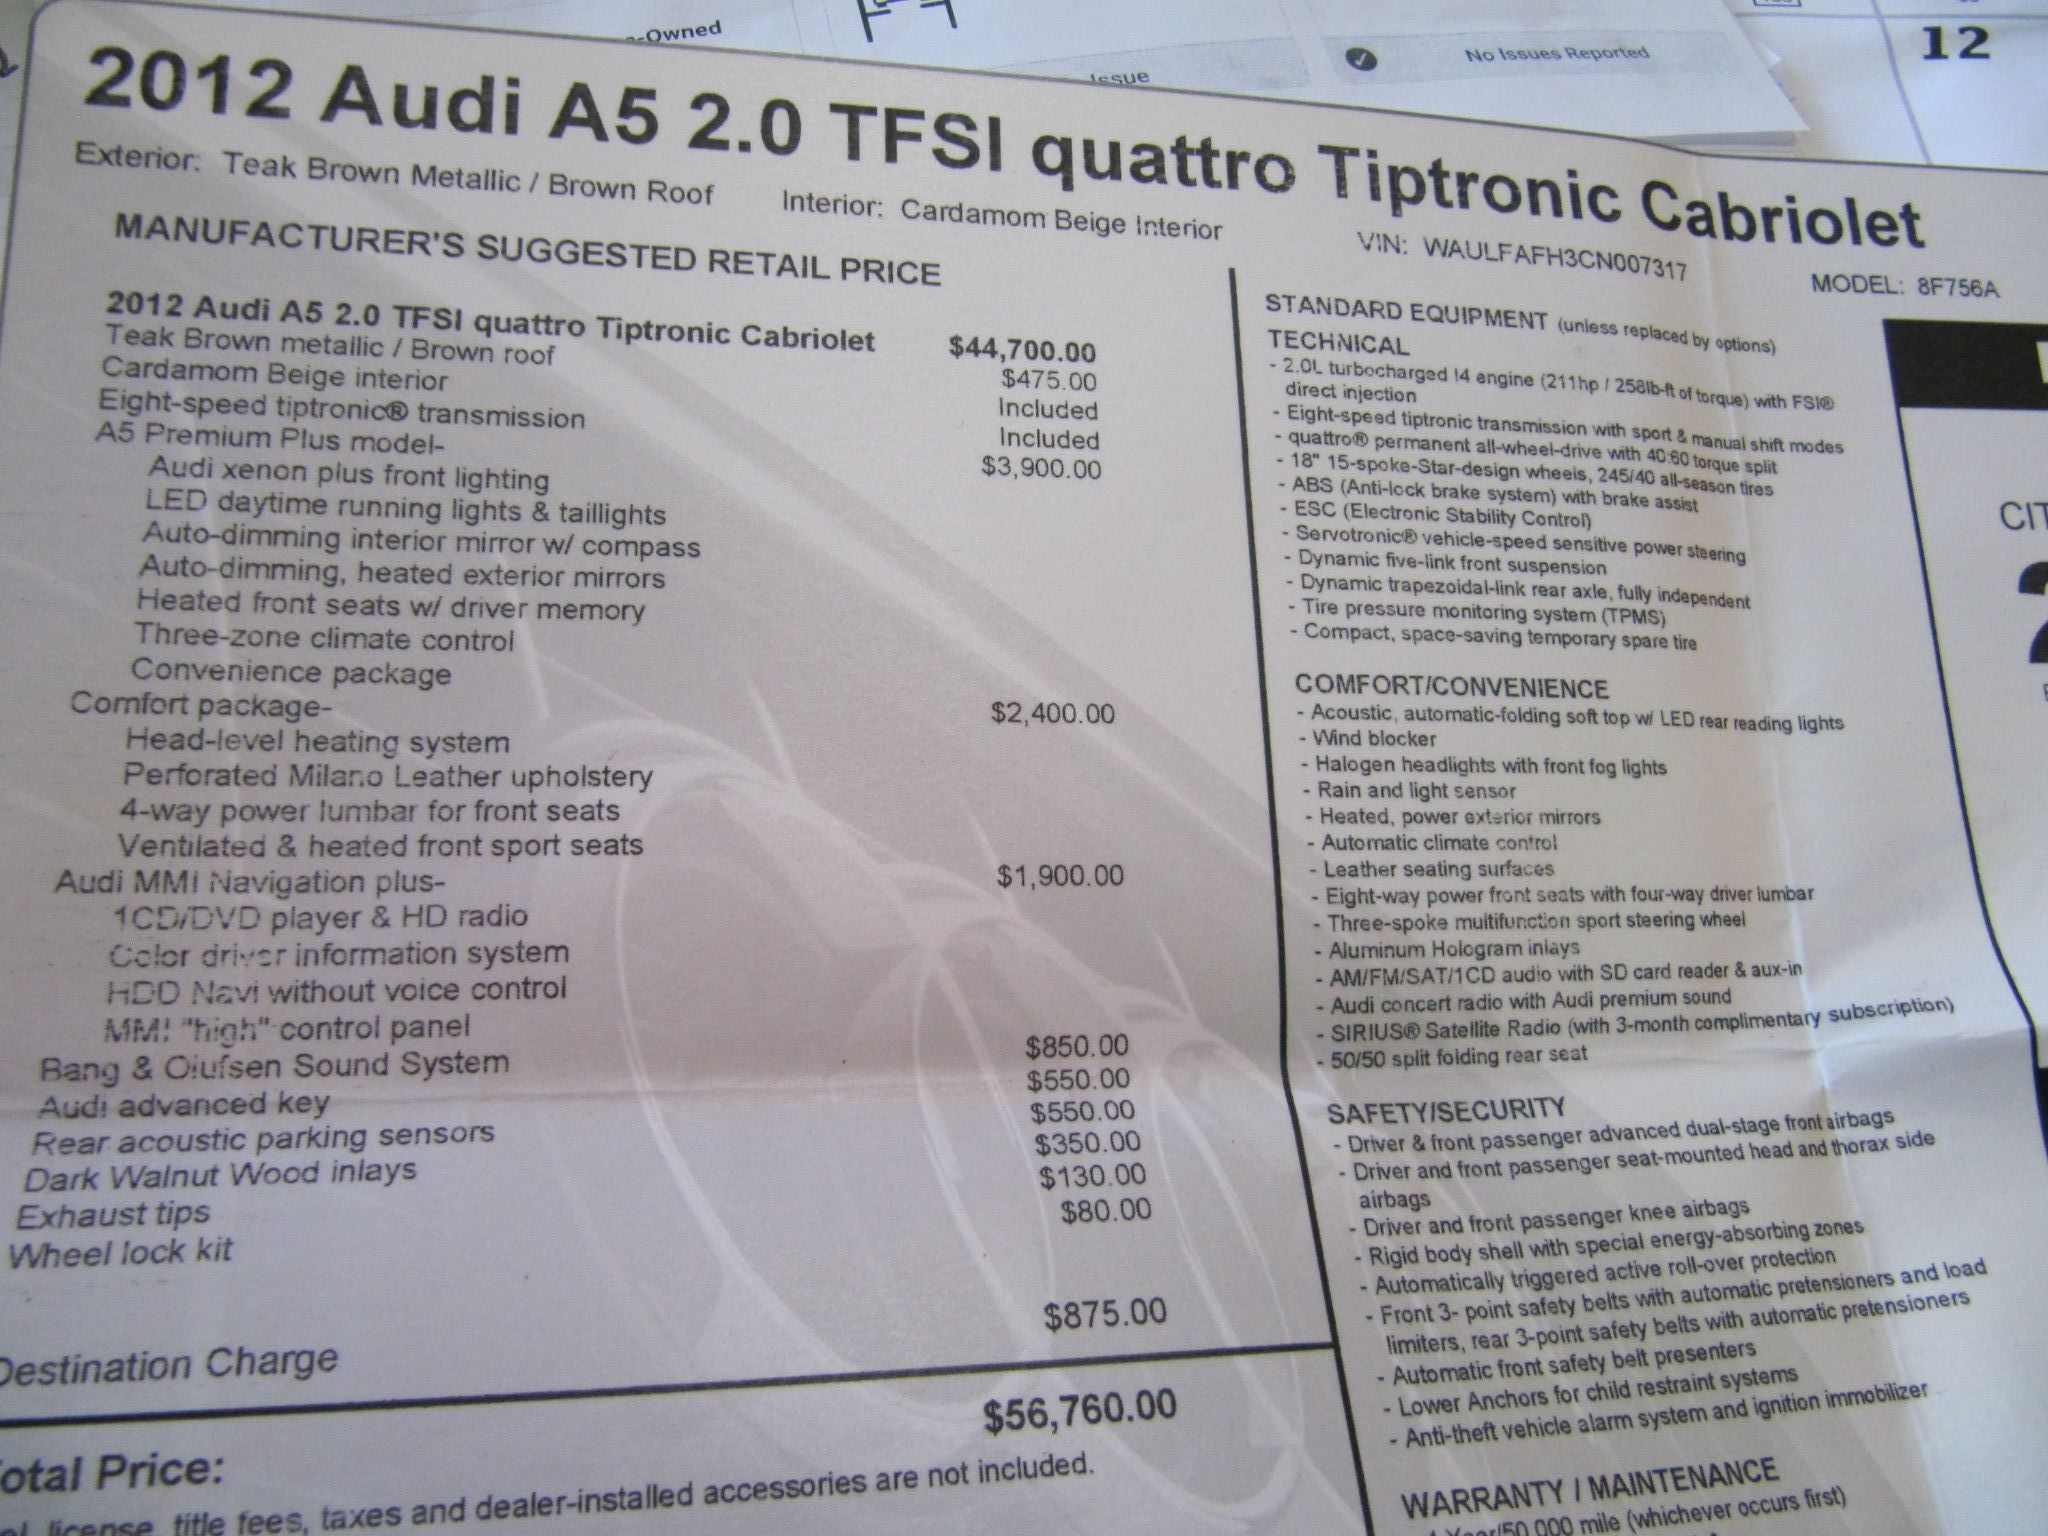 -Owned
Issue
No Issues Reported
12
2012 Audi A5 2.0 TFSI quattro Tiptronic Cabriolet
Exterior: Teak Brown Metallic / Brown Roof Interior: Cardamom Beige Interior
VIN: WAULFAFH3CN007317
MODEL: 8F756A
MANUFACTURER'S SUGGESTED RETAIL PRICE
2012 Audi A5 2.0 TFSI quattro Tiptronic Cabriolet $44,700.00
Teak Brown metallic / Brown roof $475.00
Cardamom Beige interior Included
Eight-speed tiptronic® transmission Included
A5 Premium Plus model- $3,900.00
Audi xenon plus front lighting
LED daytime running lights & taillights
Auto-dimming interior mirror w/ compass
Auto-dimming, heated exterior mirrors
Heated front seats w/ driver memory
Three-zone climate control
Convenience package
Comfort package- $2,400.00
Head-level heating system
Perforated Milano Leather upholstery
4-way power lumbar for front seats
Ventilated & heated front sport seats
Audi MMI Navigation plus- $1,900.00
1CD/DVD player & HD radio
Color driver information system
HDD Navi without voice control
MMI "high" control panel
Bang & Olufsen Sound System $850.00
Audi advanced key $550.00
Rear acoustic parking sensors $550.00
Dark Walnut Wood inlays $350.00
Exhaust tips $130.00
Wheel lock kit $80.00
Destination Charge $875.00
otal Price: $56,760.00
license, title fees, taxes and dealer-installed accessories are not included.
STANDARD EQUIPMENT (unless replaced by options)
TECHNICAL
- 2.0L turbocharged I4 engine (211hp / 258lb-ft of torque) with FSI®
direct injection
- Eight-speed tiptronic transmission with sport & manual shift modes
- quattro® permanent all-wheel-drive with 40:60 torque split
- 18" 15-spoke-Star-design wheels, 245/40 all-season tires
- ABS (Anti-lock brake system) with brake assist
- ESC (Electronic Stability Control)
- Servotronic® vehicle-speed sensitive power steering
- Dynamic five-link front suspension
- Dynamic trapezoidal-link rear axle, fully independent
- Tire pressure monitoring system (TPMS)
- Compact, space-saving temporary spare tire
COMFORT/CONVENIENCE
- Acoustic, automatic-folding soft top w/ LED rear reading lights
- Wind blocker
- Halogen headlights with front fog lights
- Rain and light sensor
- Heated, power exterior mirrors
- Automatic climate control
- Leather seating surfaces
- Eight-way power front seats with four-way driver lumbar
- Three-spoke multifunction sport steering wheel
- Aluminum Hologram inlays
- AM/FM/SAT/1CD audio with SD card reader & aux-in
- Audi concert radio with Audi premium sound
- SIRIUS® Satellite Radio (with 3-month complimentary subscription)
- 50/50 split folding rear seat
SAFETY/SECURITY
- Driver & front passenger advanced dual-stage front airbags
- Driver and front passenger seat-mounted head and thorax side
airbags
- Driver and front passenger knee airbags
- Rigid body shell with special energy-absorbing zones
- Automatically triggered active roll-over protection
- Front 3- point safety belts with automatic pretensioners and load
limiters, rear 3-point safety belts with automatic pretensioners
- Automatic front safety belt presenters
- Lower Anchors for child restraint systems
- Anti-theft vehicle alarm system and ignition immobilizer
WARRANTY / MAINTENANCE
Year/50,000 mile (whichever occurs first)
CIT